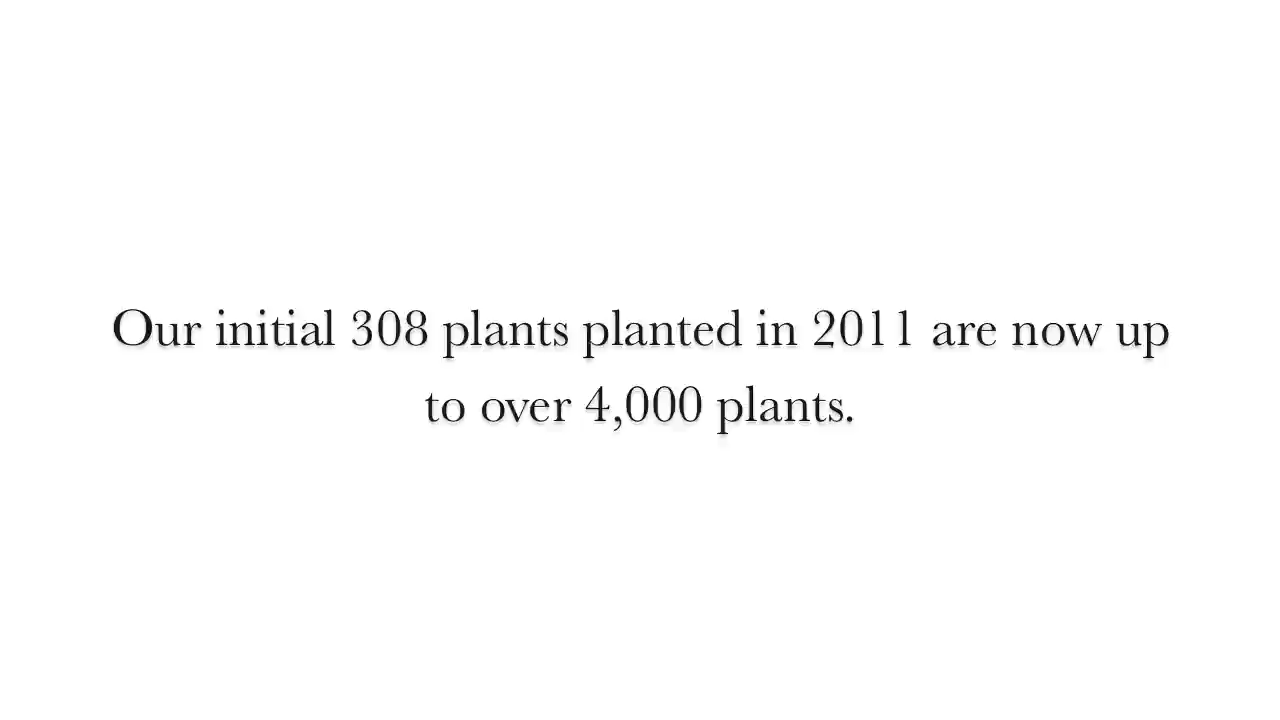 Our initial 308 plants planted in 2011 are now up
to over 4,000 plants.